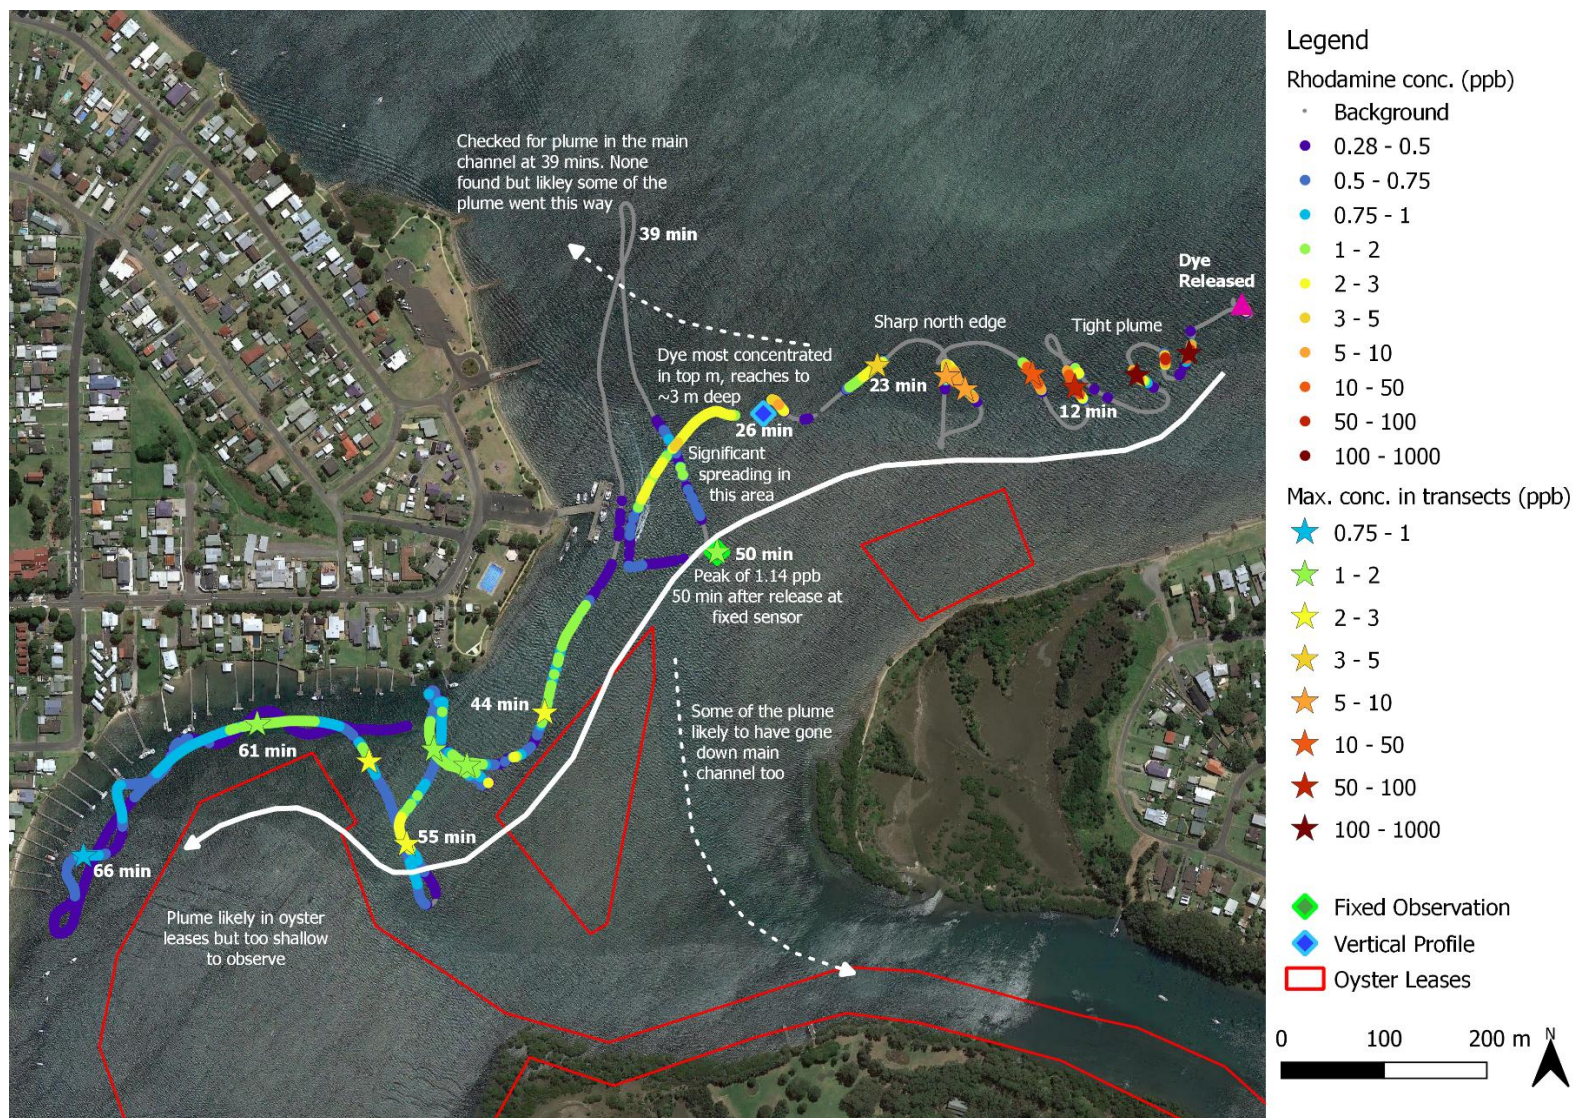 Checked for plume in the main
channel at 39 mins. None
found but likley some of the
plume went this way
39 min
Dye
Released
Sharp north edge
Tight plume
Dye most concentrated
in top m, reaches to
~3 m deep
23 min
12 min
26 min
Significant
spreading in
this area
50 min
Peak of 1.14 ppb
50 min after release at
fixed sensor
44 min
Some of the plume
likely to have gone
down main
channel too
61 min
55 min
66 min
Plume likely in oyster
leases but too shallow
to observe
Legend
Rhodamine conc. (ppb)
Background
0.28 - 0.5
0.5 - 0.75
0.75 - 1
1 - 2
2 - 3
3 - 5
5 - 10
10 - 50
50 - 100
100 - 1000
Max. conc. in transects (ppb)
0.75 - 1
1 - 2
2 - 3
3 - 5
5 - 10
10 - 50
50 - 100
100 - 1000
Fixed Observation
Vertical Profile
Oyster Leases
0 100 200 m
N